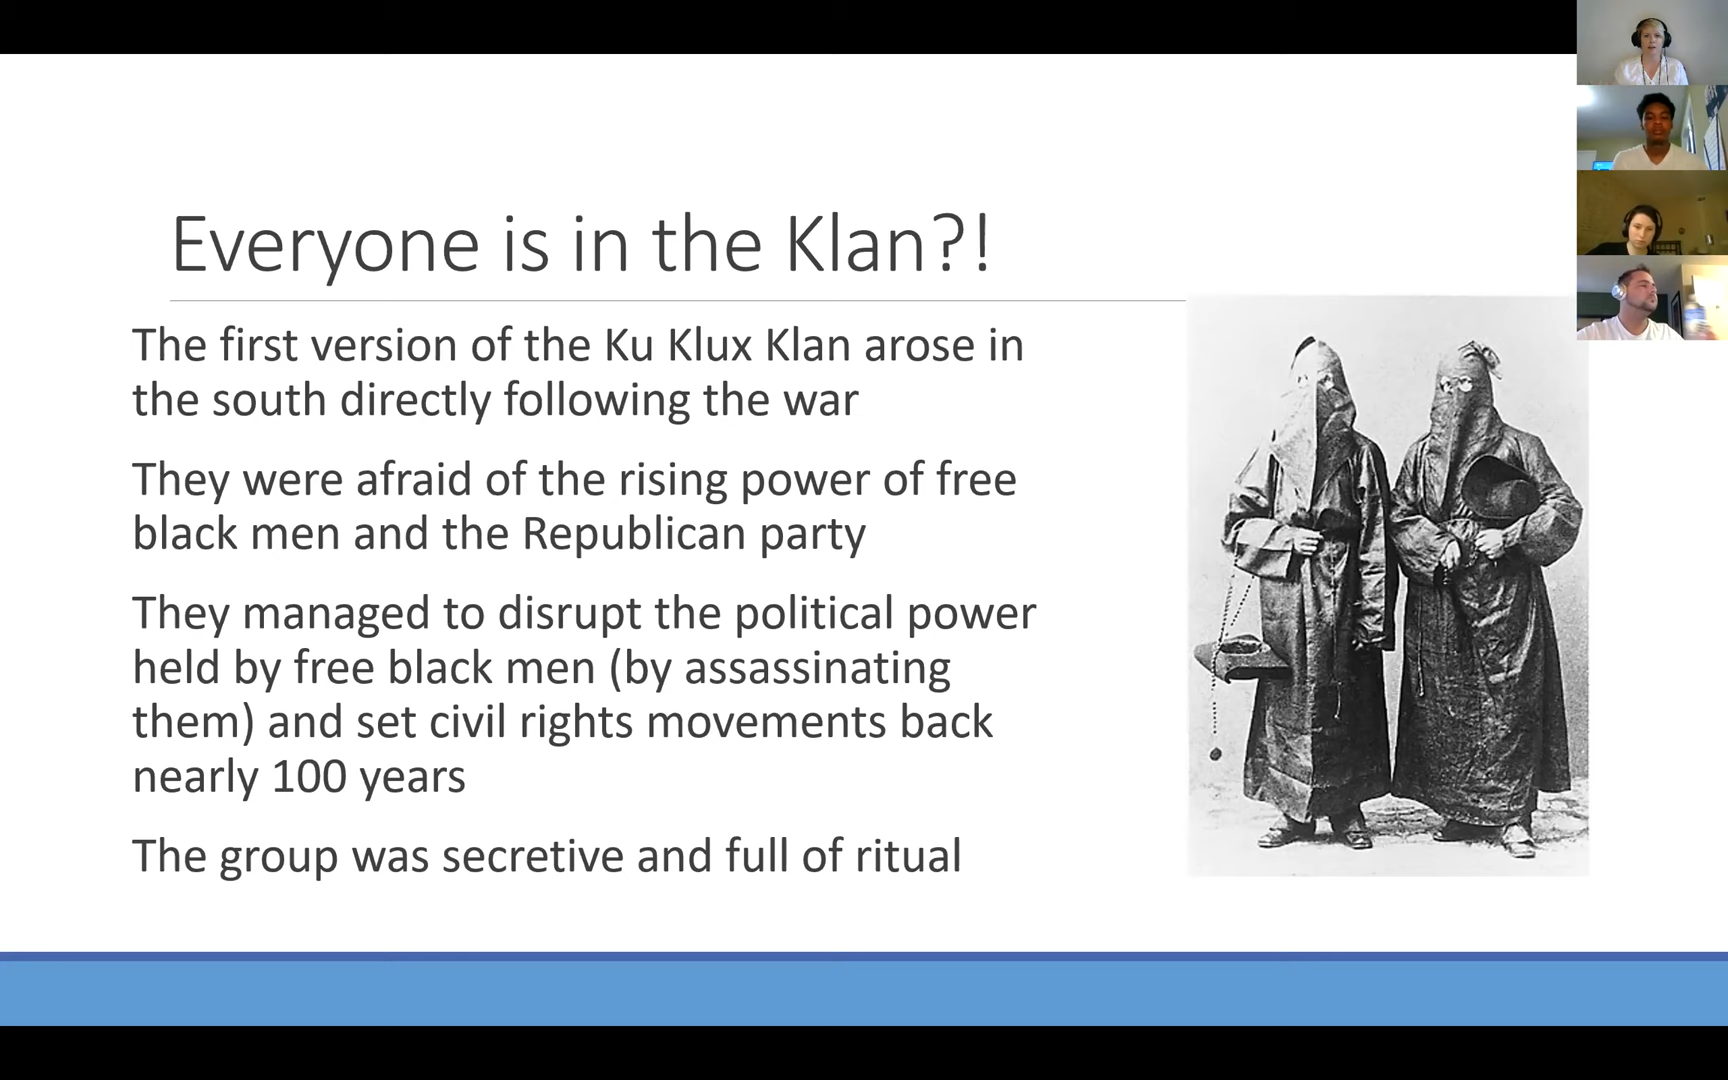 Everyone is in the Klan?!
The first version of the Ku Klux Klan arose in
the south directly following the war
They were afraid of the rising power of free
black men and the Republican party
They managed to disrupt the political power
held by free black men (by assassinating
them) and set civil rights movements back
nearly 100 years
The group was secretive and full of ritual